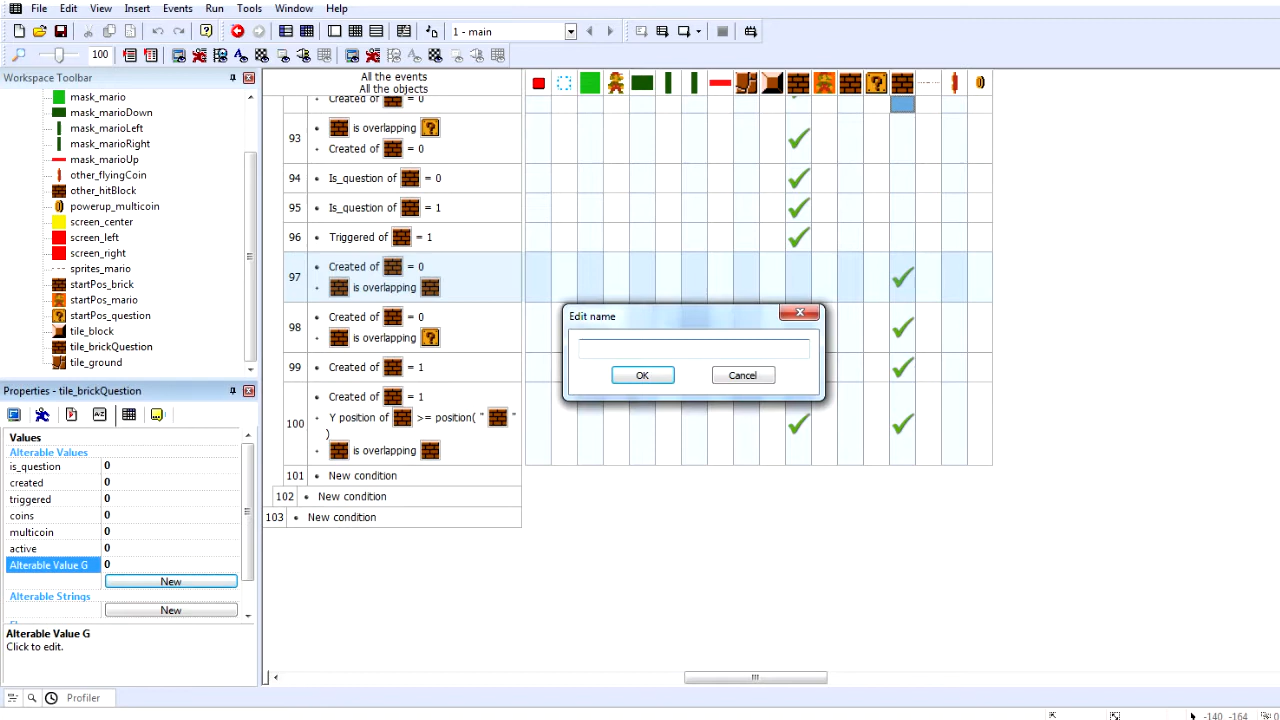 File Edit View Insert Events Run Tools Window Help
1 - main
100
Workspace Toolbar
mask_mario
mask_marioDown
mask_marioLeft
mask_marioRight
mask_marioUp
other_flyingCoin
other_hitBlock
powerup_multicoin
screen_center
screen_left
screen_right
sprites_mario
startPos_brick
startPos_mario
startPos_question
tile_block
tile_brickQuestion
tile_ground
Properties - tile_brickQuestion
Values
Alterable Values
is_question 0
created 0
triggered 0
coins 0
multicoin 0
active 0
Alterable Value G 0
New
Alterable Strings
New
Alterable Value G
Click to edit.
Profiler
All the events
All the objects
Created of = 0
93
is overlapping
Created of = 0
94 Is_question of = 0
95 Is_question of = 1
96 Triggered of = 1
97
Created of = 0
is overlapping
98
Created of = 0
is overlapping
99 Created of = 1
100
Created of = 1
Y position of >= position( " "
)
is overlapping
101 New condition
102 New condition
103 New condition
Edit name
OK Cancel
-140 -164